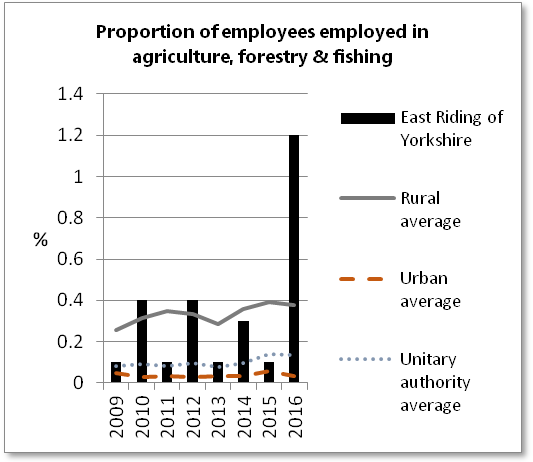 Proportion of employees employed in
agriculture, forestry & fishing
1.4
1.2
1
0.8
0.6
0.4
0.2
0
%
2009
2010
2011
2012
2013
2014
2015
2016
East Riding of
Yorkshire
Rural
average
Urban
average
Unitary
authority
average